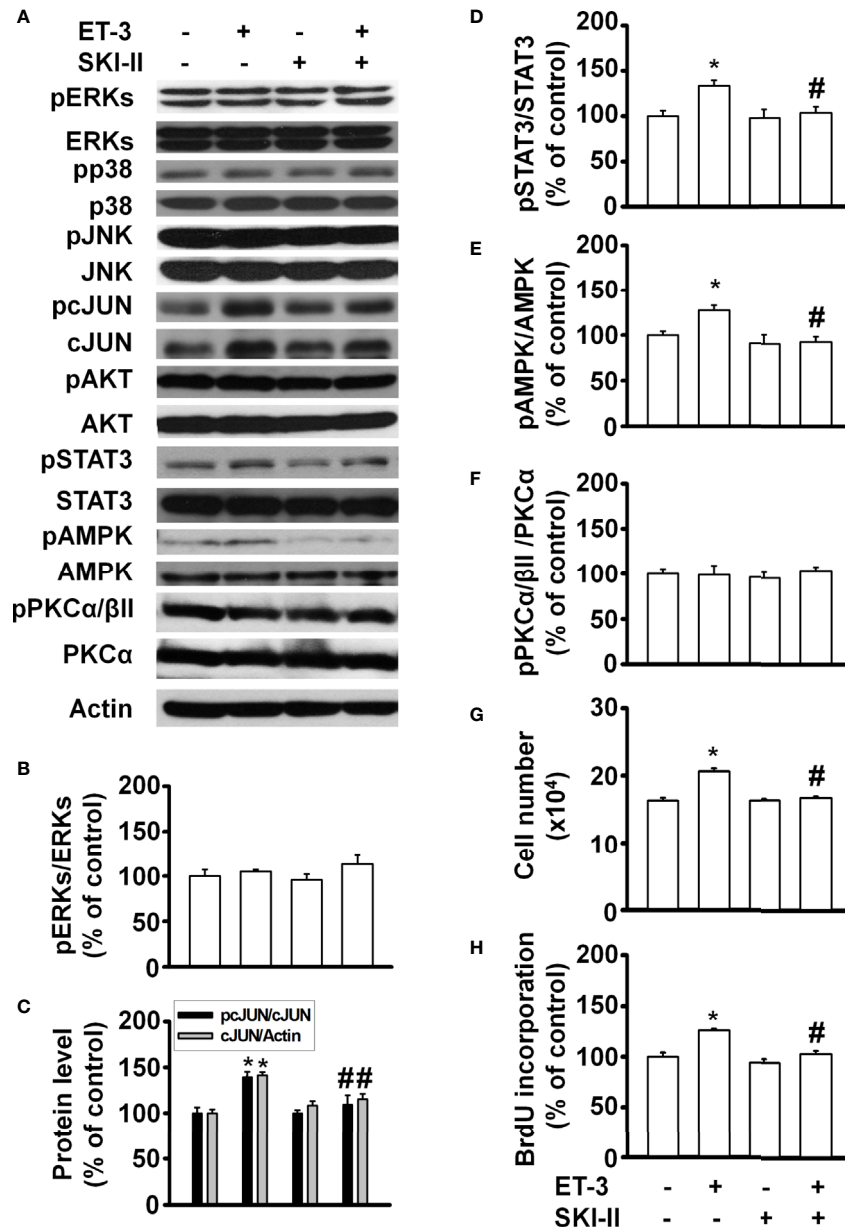 A
ET-3 - + - +
SKI-II - - + +
pERKs
ERKs
pp38
p38
pJNK
JNK
pcJUN
cJUN
pAKT
AKT
pSTAT3
STAT3
pAMPK
AMPK
pPKCα/βII
PKCα
Actin
B
pERKs/ERKs
(% of control)
200
150
100
50
0
C
Protein level
(% of control)
200
150
100
50
0
pcJUN/cJUN
cJUN/Actin
* *
##
D
pSTAT3/STAT3
(% of control)
200
150
100
50
0
*
#
E
pAMPK/AMPK
(% of control)
200
150
100
50
0
*
#
F
pPKCα/βII /PKCα
(% of control)
200
150
100
50
0
G
Cell number
(x10⁴)
30
20
10
0
*
#
H
BrdU incorporation
(% of control)
200
150
100
50
0
*
#
ET-3 - + - +
SKI-II - - + +